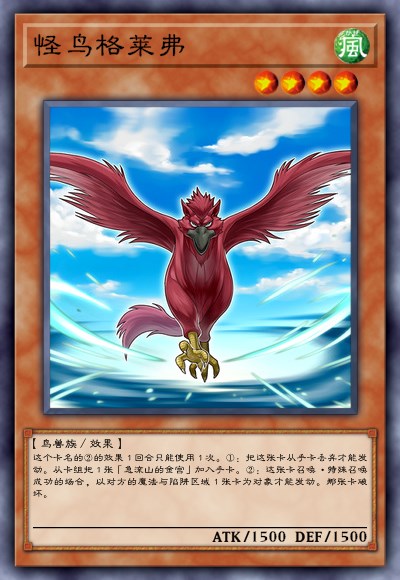 怪鸟格莱弗
風
【鸟兽族／效果】
这个卡名的②的效果1回合只能使用1次。①：把这张卡从手卡丢弃才能发
动。从卡组把1张「急流山的金宫」加入手卡。②：这张卡召唤·特殊召唤
成功的场合，以对方的魔法与陷阱区域1张卡为对象才能发动。那张卡破
坏。
ATK/1500 DEF/1500